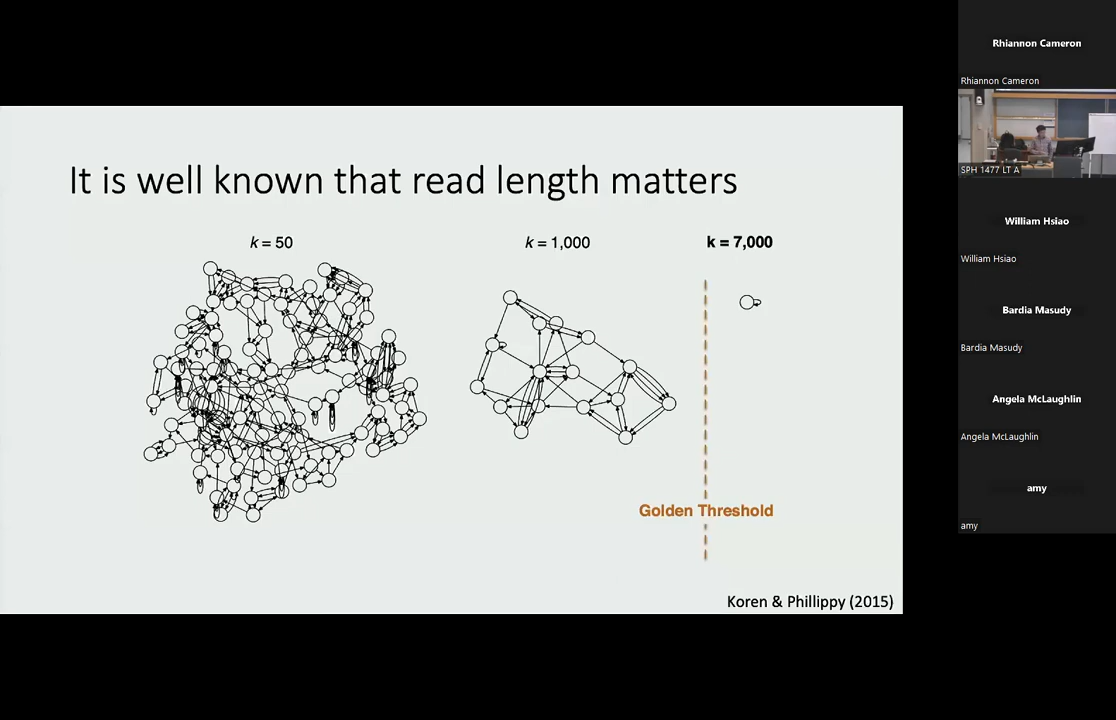 It is well known that read length matters
k = 50
k = 1,000
k = 7,000
Golden Threshold
Koren & Phillippy (2015)
Rhiannon Cameron
Rhiannon Cameron
SPH 1477 LT A
William Hsiao
William Hsiao
Bardia Masudy
Bardia Masudy
Angela McLaughlin
Angela McLaughlin
amy
amy